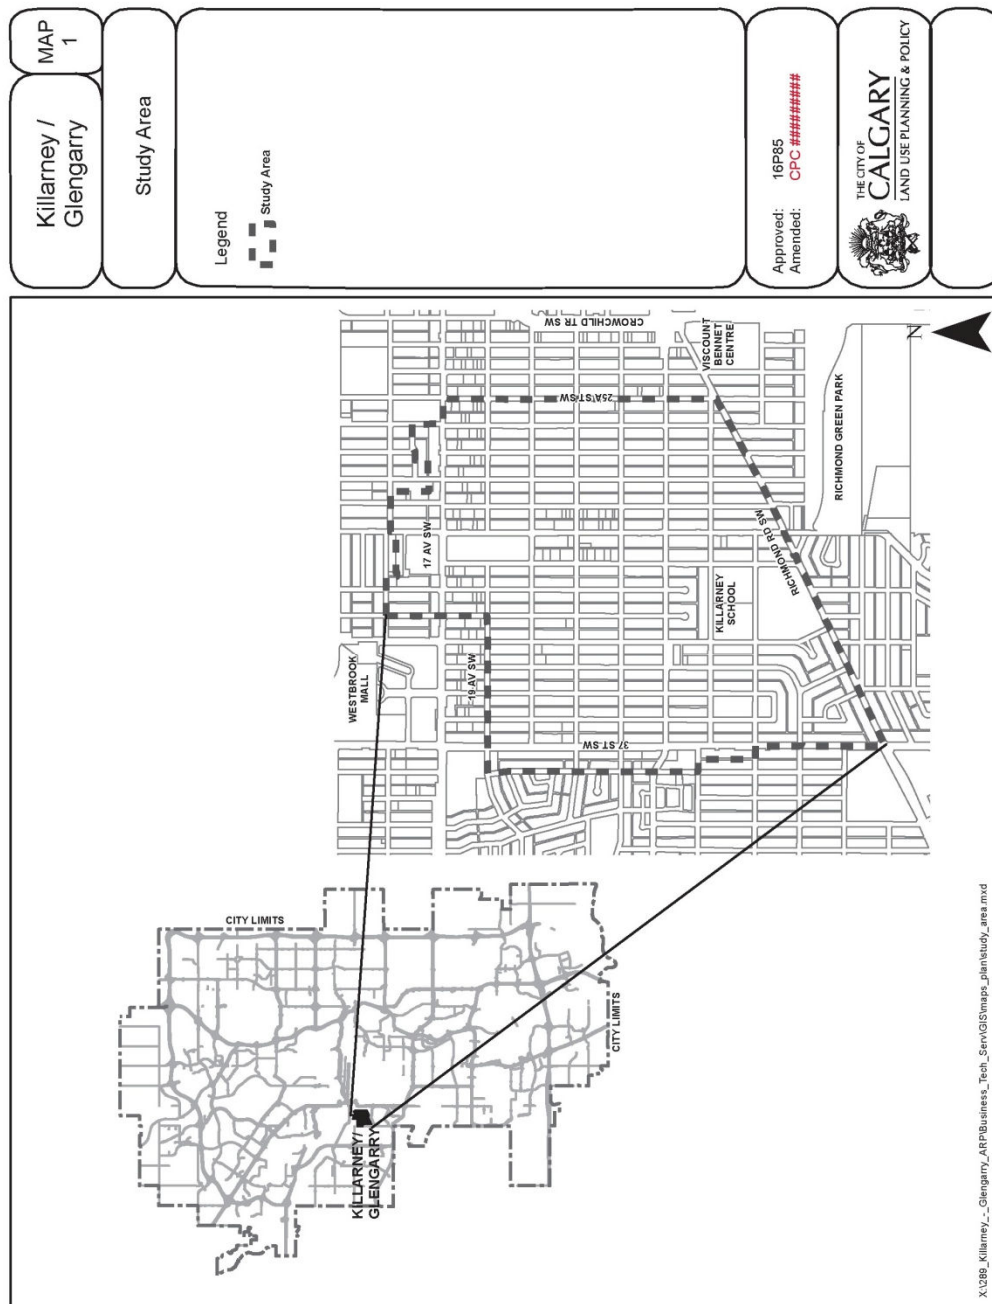 Killarney /
Glengarry
MAP
1
Study Area
Legend
Study Area
Approved: 16P85
Amended: CPC #########
THE CITY OF
CALGARY
LAND USE PLANNING & POLICY
CITY LIMITS
KILLARNEY/
GLENGARRY
CITY LIMITS
WESTBROOK
MALL
17 AV SW
19 AV SW
37 ST SW
25A ST SW
CROWCHILD TR SW
KILLARNEY
SCHOOL
RICHMOND RD SW
VISCOUNT
BENNET
CENTRE
RICHMOND GREEN PARK
N
X:\289_Killarney_-_Glengarry_ARP\Business_Tech_Serv\GIS\maps_plan\study_area.mxd